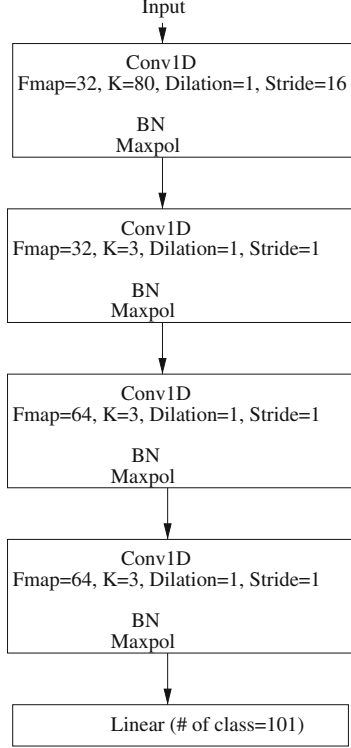 Input
Conv1D
Fmap=32, K=80, Dilation=1, Stride=16
BN
Maxpol
Conv1D
Fmap=32, K=3, Dilation=1, Stride=1
BN
Maxpol
Conv1D
Fmap=64, K=3, Dilation=1, Stride=1
BN
Maxpol
Conv1D
Fmap=64, K=3, Dilation=1, Stride=1
BN
Maxpol
Linear (# of class=101)